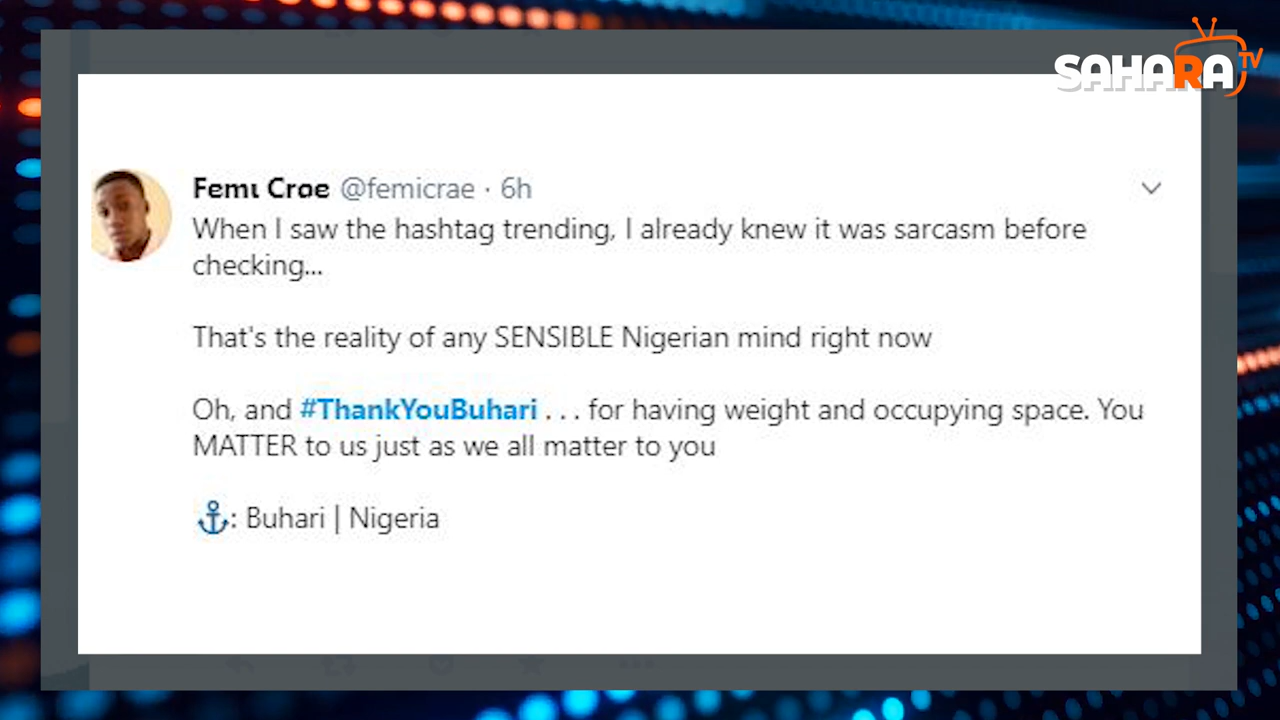 SAHARA TV
Femι Crαe @femicrae · 6h
When I saw the hashtag trending, I already knew it was sarcasm before
checking...
That's the reality of any SENSIBLE Nigerian mind right now
Oh, and #ThankYouBuhari . . . for having weight and occupying space. You
MATTER to us just as we all matter to you
⚓: Buhari | Nigeria